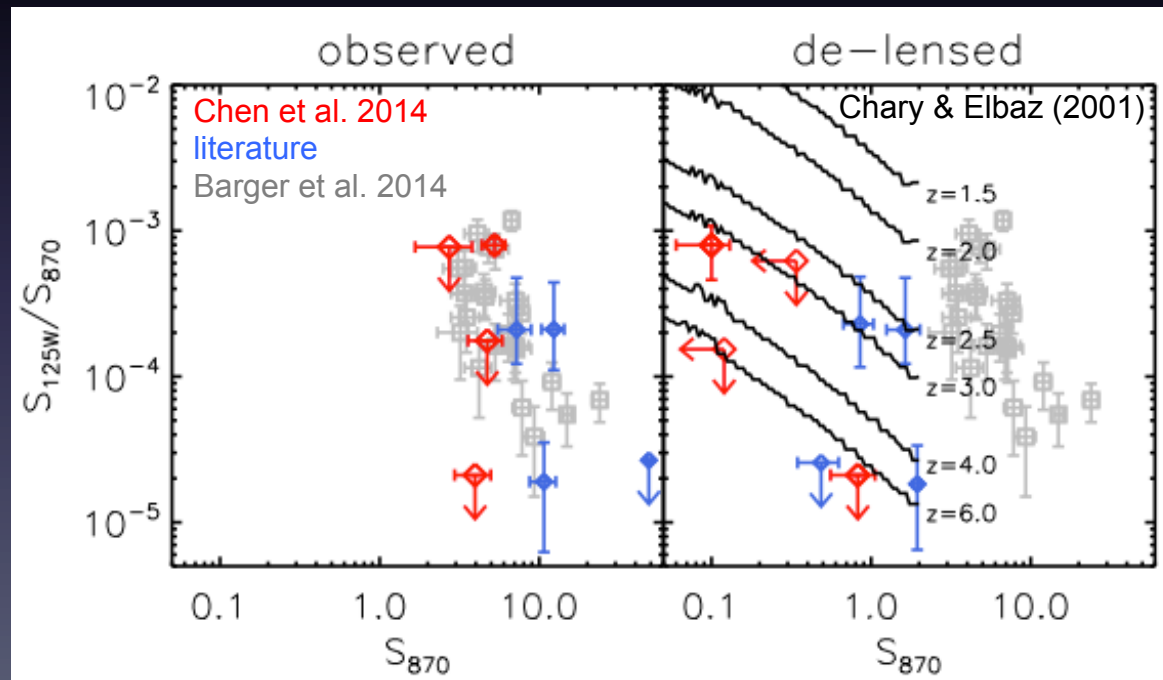 observed
de-lensed
Chen et al. 2014
literature
Barger et al. 2014
Chary & Elbaz (2001)
10⁻²
10⁻³
10⁻⁴
10⁻⁵
S₁₂₅W/S₈₇₀
z=1.5
z=2.0
z=2.5
z=3.0
z=4.0
z=6.0
0.1 1.0 10.0
0.1 1.0 10.0
S₈₇₀
S₈₇₀